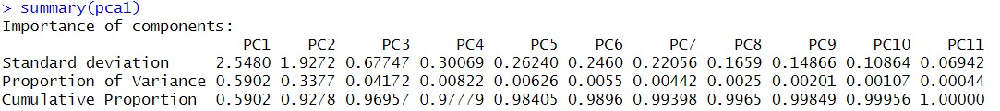 > summary(pca1)
Importance of components:
PC1 PC2 PC3 PC4 PC5 PC6 PC7 PC8 PC9 PC10 PC11
Standard deviation 2.5480 1.9272 0.67747 0.30069 0.26240 0.2460 0.22056 0.1659 0.14866 0.10864 0.06942
Proportion of Variance 0.5902 0.3377 0.04172 0.00822 0.00626 0.0055 0.00442 0.0025 0.00201 0.00107 0.00044
Cumulative Proportion 0.5902 0.9278 0.96957 0.97779 0.98405 0.9896 0.99398 0.9965 0.99849 0.99956 1.00000